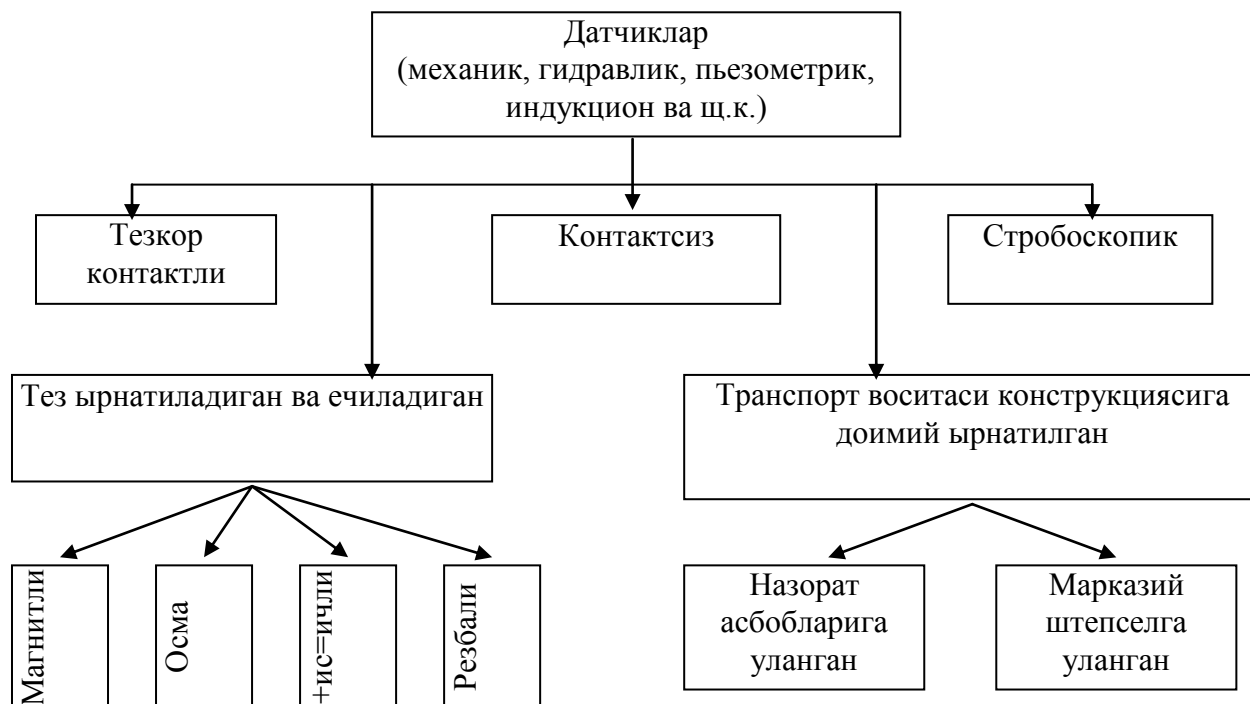 Датчиклар
(механик, гидравлик, пьезометрик,
индукцион ва щ.к.)
Тезкор
контактли
Контактсиз
Стробоскопик
Тез ырнатиладиган ва ечиладиган
Транспорт воситаси конструкциясига
доимий ырнатилган
Магнитли
Осма
+ис=ичли
Резбали
Назорат
асбобларига
уланган
Марказий
штепселга
уланган